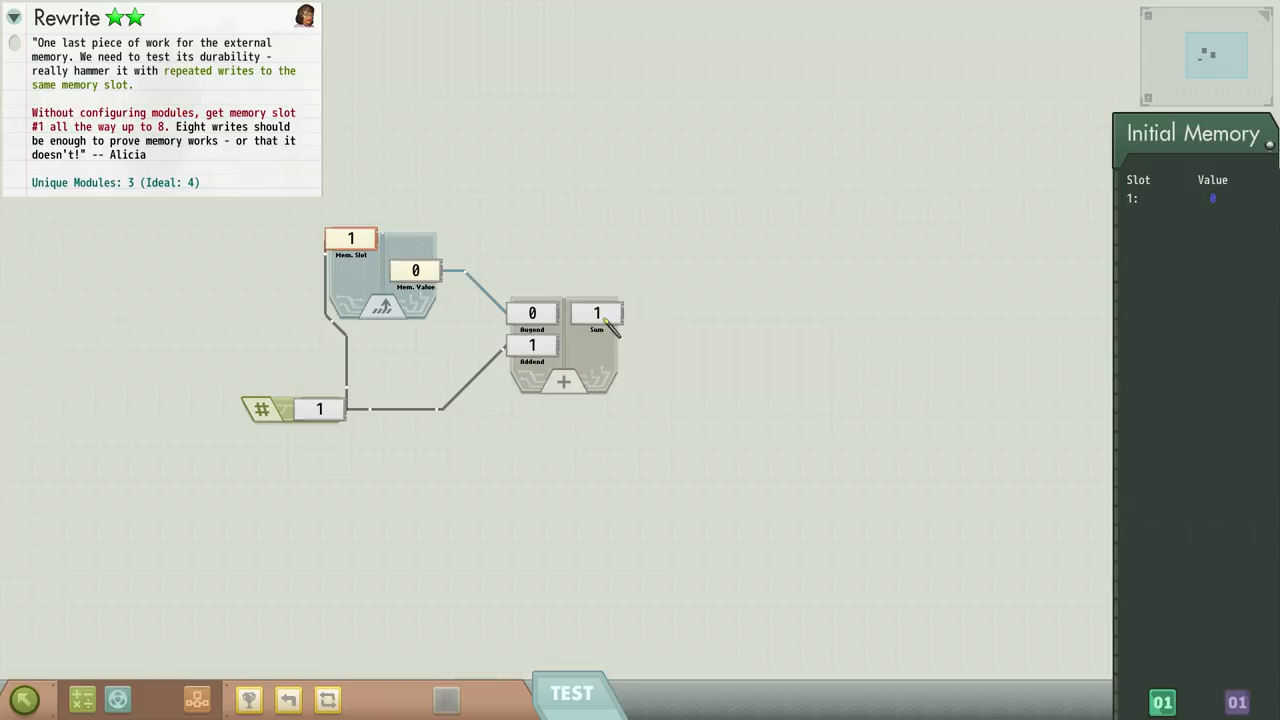 Rewrite
"One last piece of work for the external
memory. We need to test its durability -
really hammer it with repeated writes to the
same memory slot.
Without configuring modules, get memory slot
#1 all the way up to 8. Eight writes should
be enough to prove memory works - or that it
doesn't!" -- Alicia
Unique Modules: 3 (Ideal: 4)
Initial Memory
Slot Value
1: 0
1
Mem. Slot
0
Mem. Value
0
Augend
1
Sum
1
Addend
+
# 1
TEST
01
01